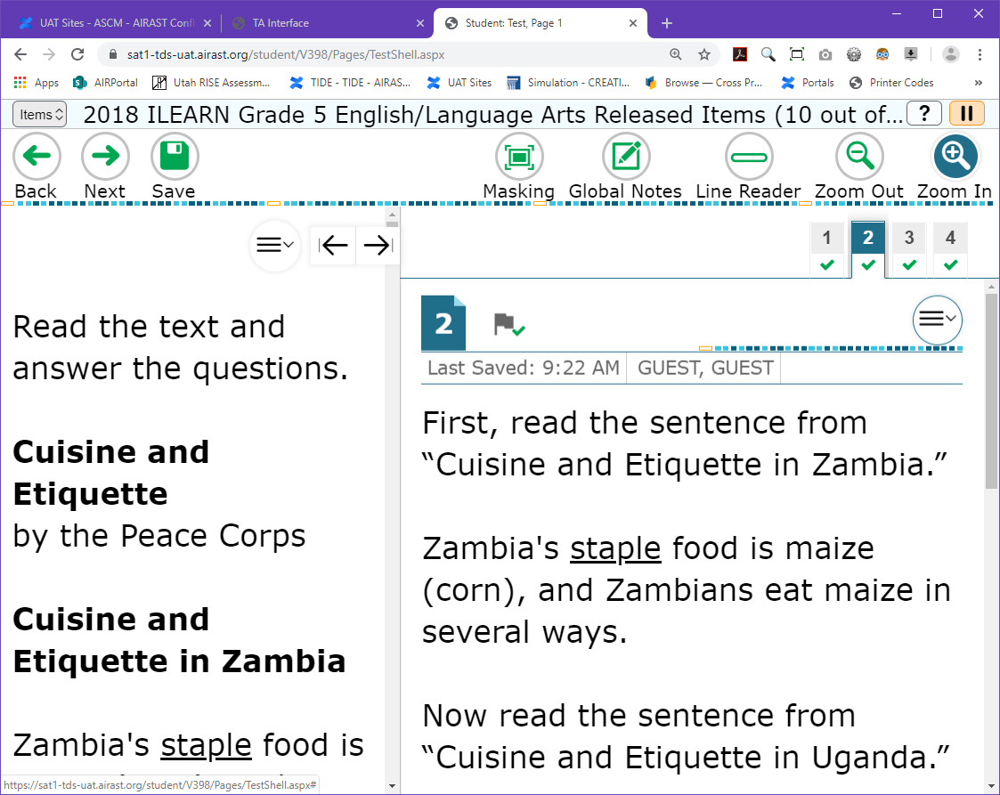 UAT Sites - ASCM - AIRAST Confl
TA Interface
Student: Test, Page 1
sat1-tds-uat.airast.org/student/V398/Pages/TestShell.aspx
Apps
AIRPortal
Utah RISE Assessm...
TIDE - TIDE - AIRAS...
UAT Sites
Simulation - CREATI...
Browse — Cross Pr...
Portals
Printer Codes
»
Items
2018 ILEARN Grade 5 English/Language Arts Released Items (10 out of...
?
Back
Next
Save
Masking
Global Notes
Line Reader
Zoom Out
Zoom In
1
2
3
4
Read the text and
answer the questions.
Cuisine and
Etiquette
by the Peace Corps
Cuisine and
Etiquette in Zambia
Zambia's staple food is
2
Last Saved: 9:22 AM
GUEST, GUEST
First, read the sentence from
“Cuisine and Etiquette in Zambia.”
Zambia's staple food is maize
(corn), and Zambians eat maize in
several ways.
Now read the sentence from
“Cuisine and Etiquette in Uganda.”
https://sat1-tds-uat.airast.org/student/V398/Pages/TestShell.aspx#